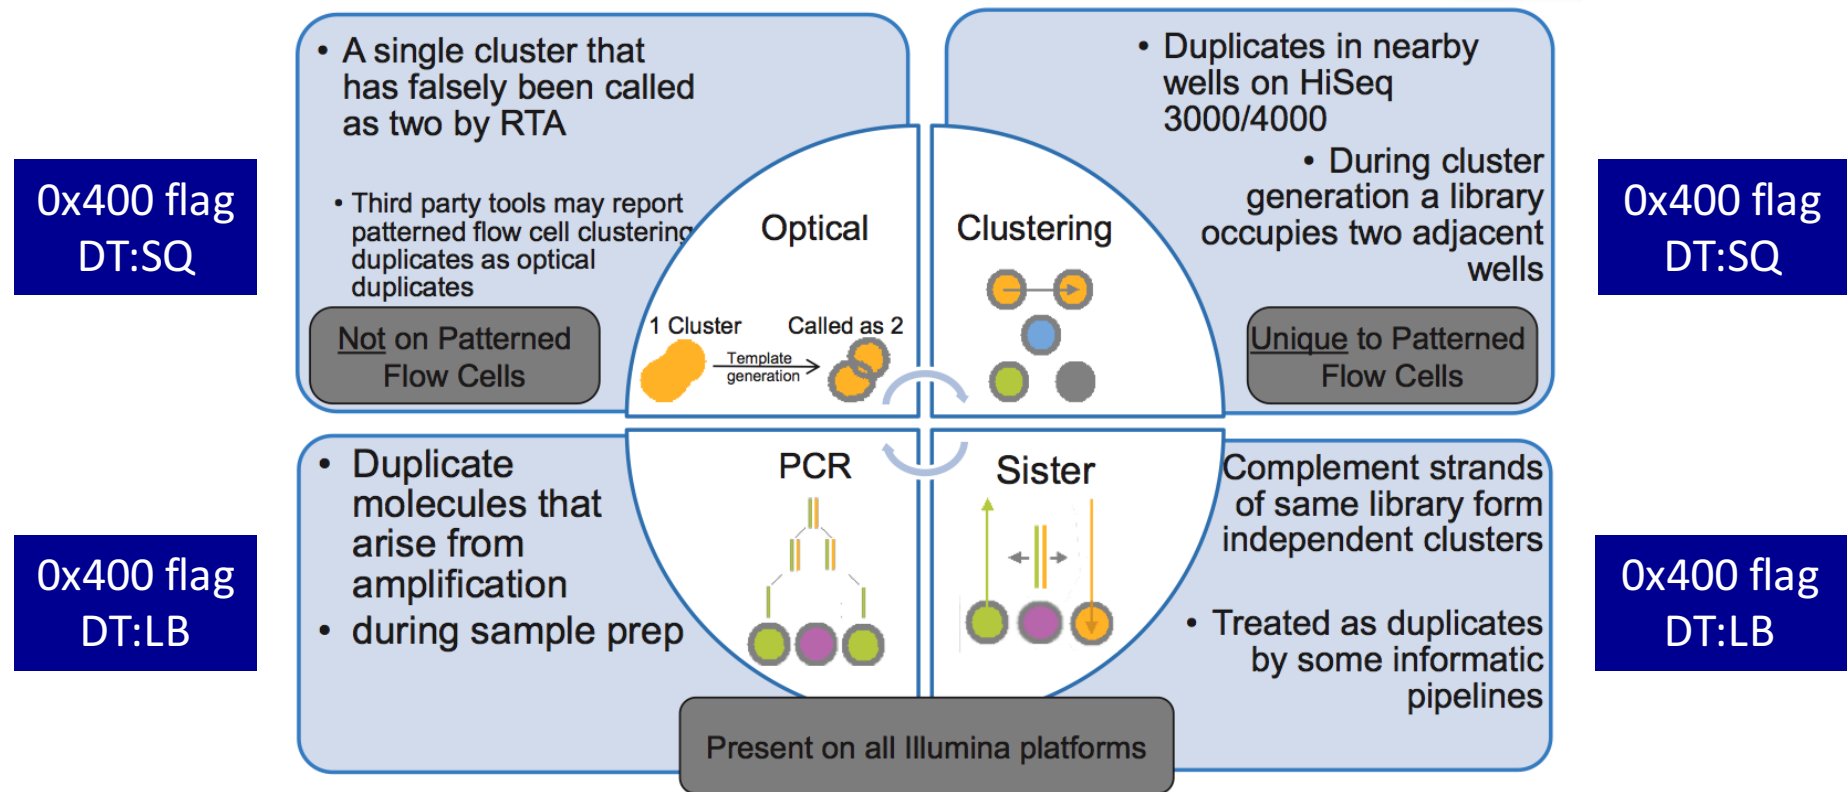 0x400 flag
DT:SQ
• A single cluster that
has falsely been called
as two by RTA
• Third party tools may report
patterned flow cell clustering
duplicates as optical
duplicates
Not on Patterned
Flow Cells
Optical
1 Cluster
Called as 2
Template
generation
Clustering
• Duplicates in nearby
wells on HiSeq
3000/4000
• During cluster
generation a library
occupies two adjacent
wells
Unique to Patterned
Flow Cells
0x400 flag
DT:SQ
0x400 flag
DT:LB
• Duplicate
molecules that
arise from
amplification
• during sample prep
PCR
Sister
Complement strands
of same library form
independent clusters
• Treated as duplicates
by some informatic
pipelines
0x400 flag
DT:LB
Present on all Illumina platforms